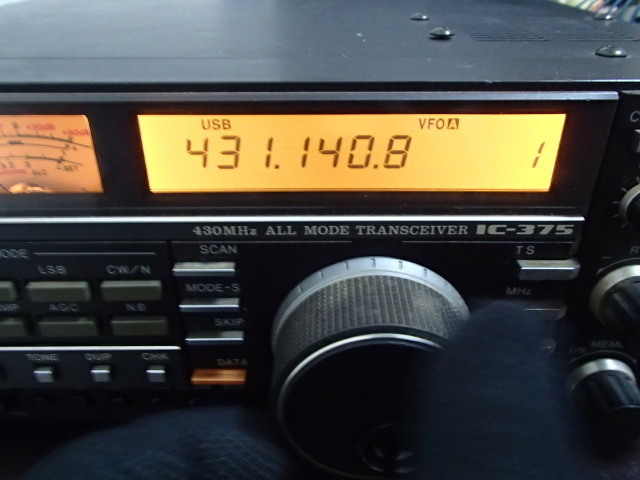 USB VFO A
431.140.8 1
430MHz ALL MODE TRANSCEIVER IC-375
SCAN TS
MODE
LSB CW/N MODE-S MHz
AGC NB SKIP
TONE DUP CHK DATA